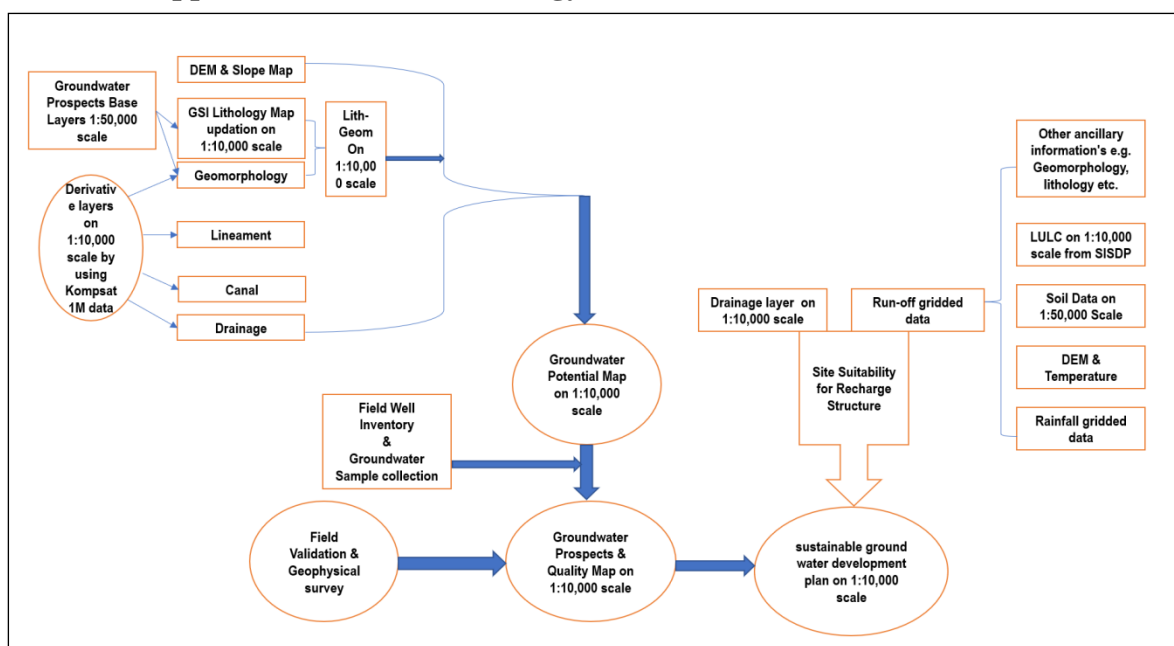 DEM & Slope Map
Groundwater
Prospects Base
Layers 1:50,000
scale
GSI Lithology Map
updation on
1:10,000 scale
Geomorphology
Lith-
Geom
On
1:10,00
0 scale
Derivativ
e layers
on
1:10,000
scale by
using
Kompsat
1M data
Lineament
Canal
Drainage
Groundwater
Potential Map
on 1:10,000
scale
Field Well
Inventory
&
Groundwater
Sample collection
Field
Validation &
Geophysical
survey
Groundwater
Prospects &
Quality Map on
1:10,000 scale
Drainage layer on
1:10,000 scale
Run-off gridded
data
Site Suitability
for Recharge
Structure
Other ancillary
information's e.g.
Geomorphology,
lithology etc.
LULC on 1:10,000
scale from SISDP
Soil Data on
1:50,000 Scale
DEM &
Temperature
Rainfall gridded
data
sustainable ground
water development
plan on 1:10,000
scale